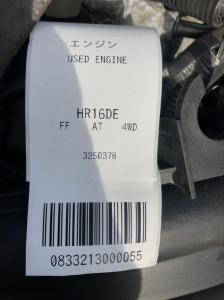 エンジン
USED ENGINE
HR16DE
FF AT 4WD
3250378
0833213000055